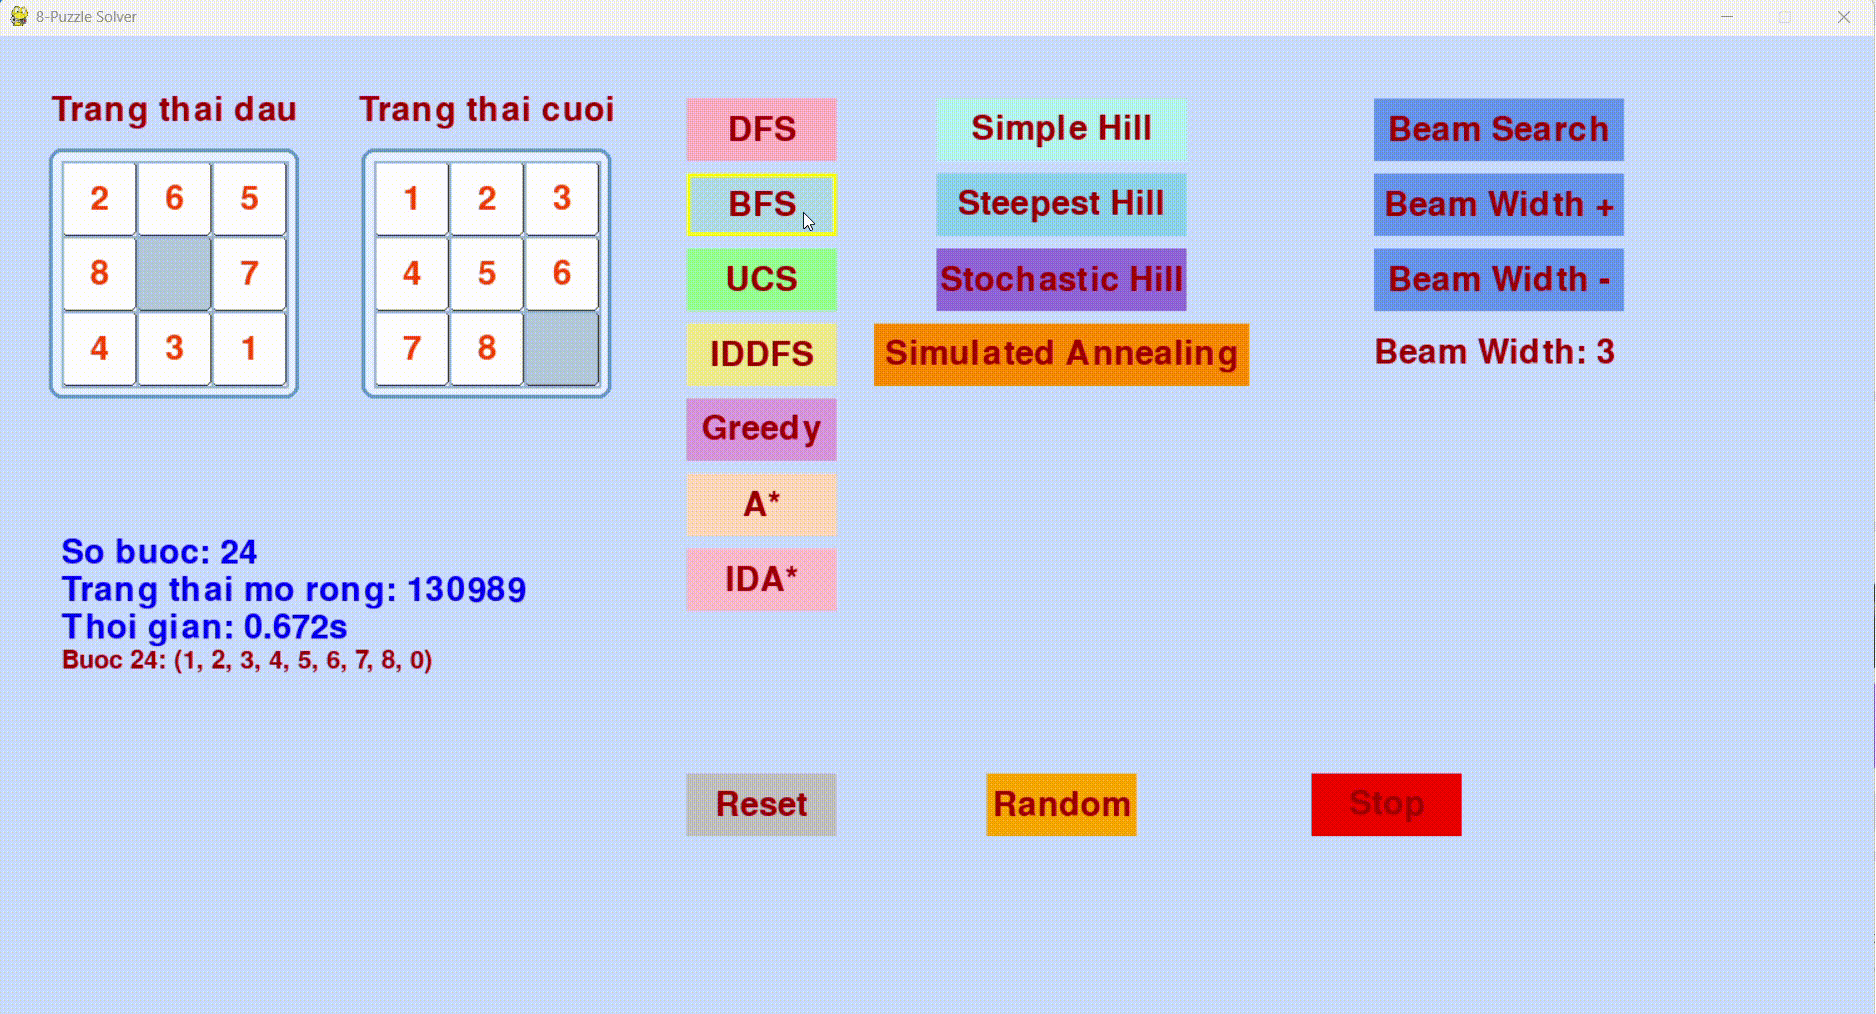 8-Puzzle Solver
Trang thai dau
Trang thai cuoi
2 6 5
8 7
4 3 1
1 2 3
4 5 6
7 8
DFS
BFS
UCS
IDDFS
Greedy
A*
IDA*
Simple Hill
Steepest Hill
Stochastic Hill
Simulated Annealing
Beam Search
Beam Width +
Beam Width -
Beam Width: 3
So buoc: 24
Trang thai mo rong: 130989
Thoi gian: 0.672s
Buoc 24: (1, 2, 3, 4, 5, 6, 7, 8, 0)
Reset
Random
Stop